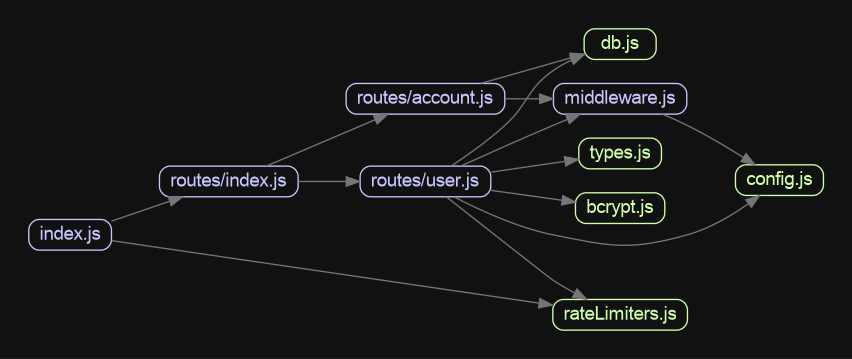 db.js
routes/account.js
middleware.js
types.js
routes/index.js
routes/user.js
config.js
bcrypt.js
index.js
rateLimiters.js